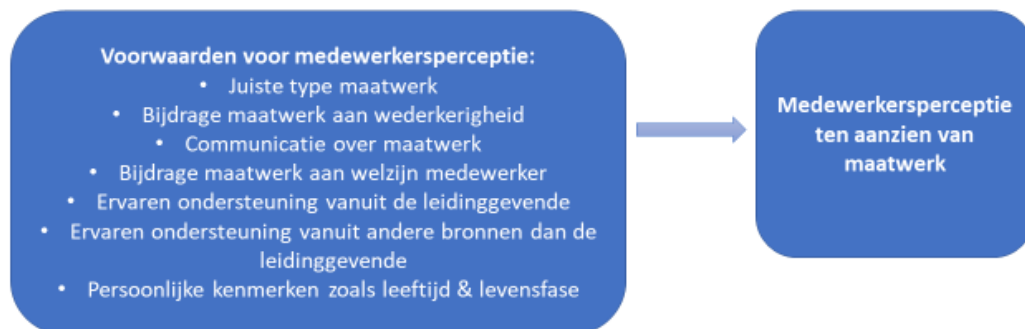 Voorwaarden voor medewerkersperceptie:
• Juiste type maatwerk
• Bijdrage maatwerk aan wederkerigheid
• Communicatie over maatwerk
• Bijdrage maatwerk aan welzijn medewerker
• Ervaren ondersteuning vanuit de leidinggevende
• Ervaren ondersteuning vanuit andere bronnen dan de
leidinggevende
• Persoonlijke kenmerken zoals leeftijd & levensfase
Medewerkersperceptie
ten aanzien van
maatwerk